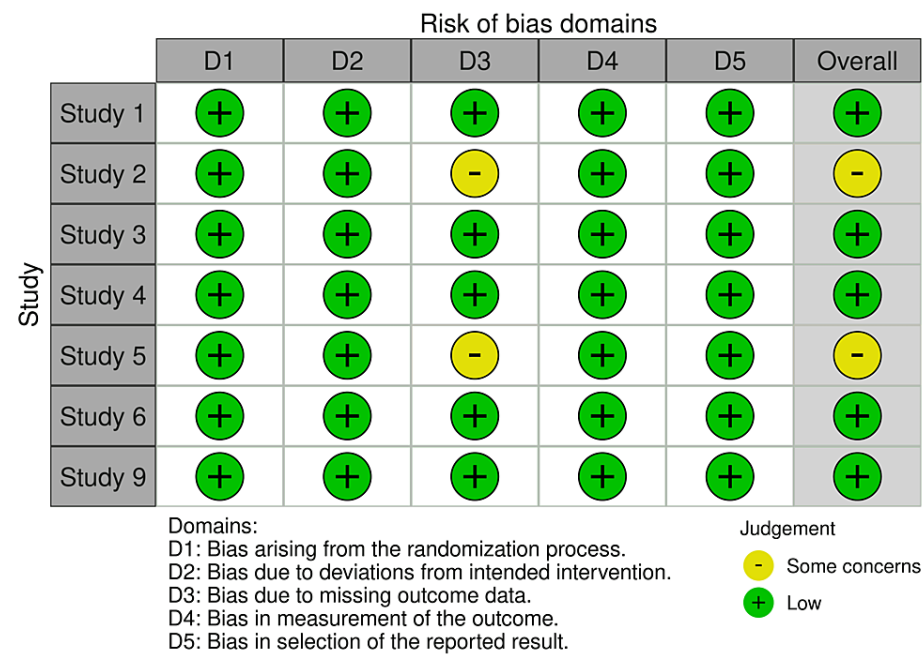 Risk of bias domains
D1 D2 D3 D4 D5 Overall
Study 1 + + + + + +
Study 2 + + - + + -
Study 3 + + + + + +
Study 4 + + + + + +
Study 5 + + - + + -
Study 6 + + + + + +
Study 9 + + + + + +
Study
Domains:
D1: Bias arising from the randomization process.
D2: Bias due to deviations from intended intervention.
D3: Bias due to missing outcome data.
D4: Bias in measurement of the outcome.
D5: Bias in selection of the reported result.
Judgement
- Some concerns
+ Low